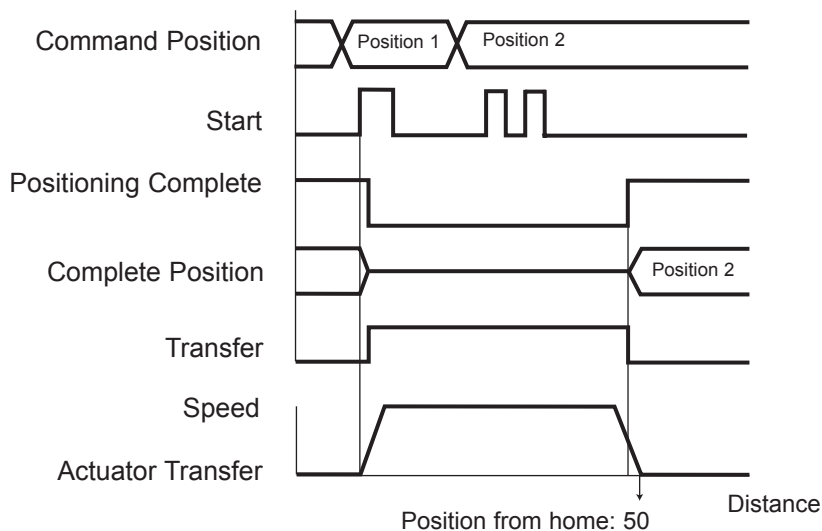 Command Position
Position 1
Position 2
Start
Positioning Complete
Complete Position
Position 2
Transfer
Speed
Actuator Transfer
Distance
Position from home: 50